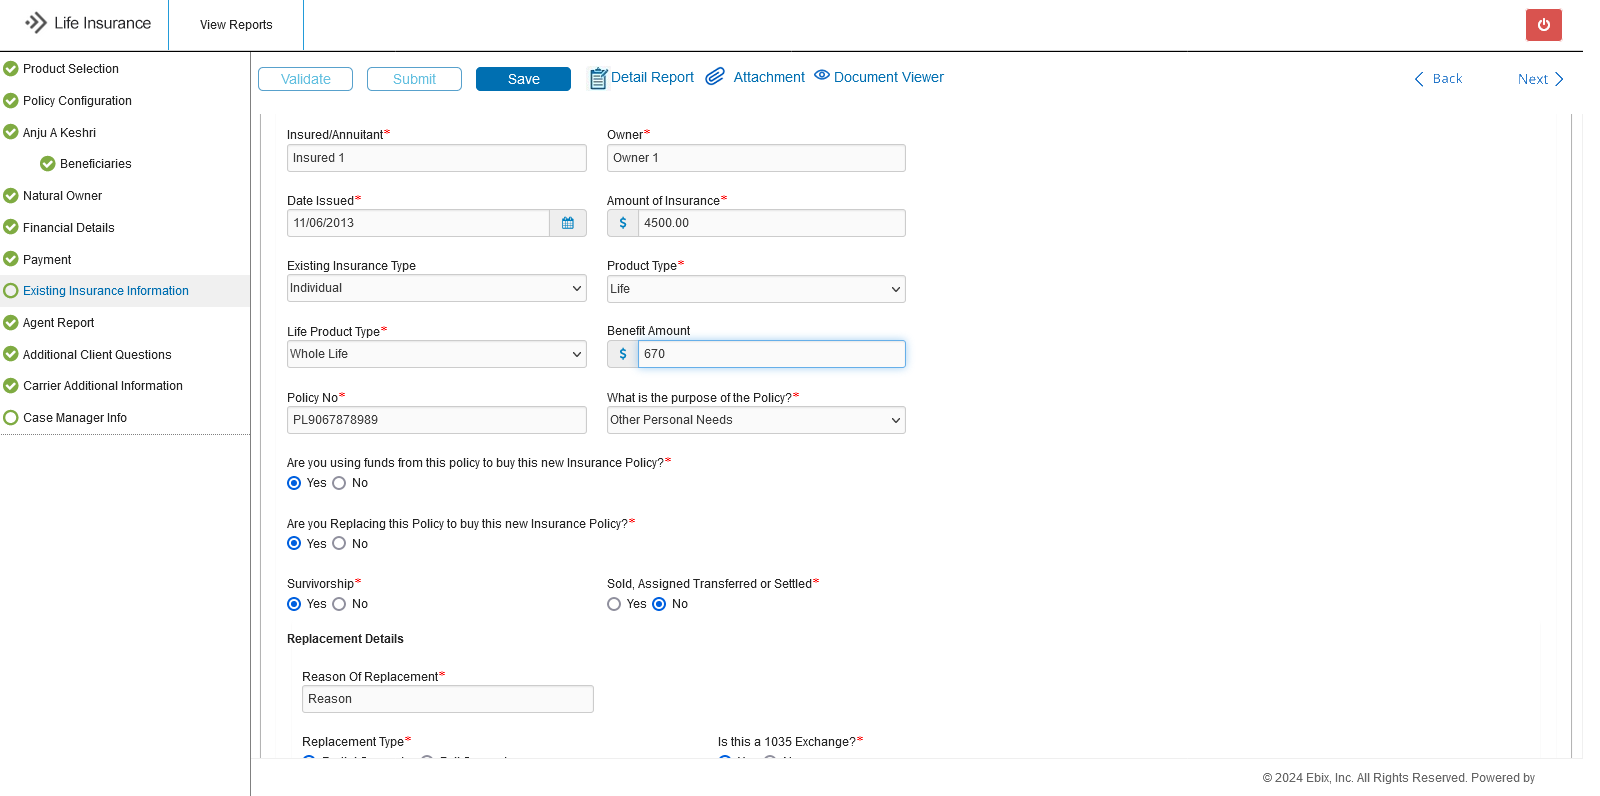 Life Insurance
View Reports
Product Selection
Policy Configuration
Anju A Keshri
Beneficiaries
Natural Owner
Financial Details
Payment
Existing Insurance Information
Agent Report
Additional Client Questions
Carrier Additional Information
Case Manager Info
Validate Submit Save Detail Report Attachment Document Viewer Back Next
Insured/Annuitant* Owner*
Insured 1 Owner 1
Date Issued* Amount of Insurance*
11/06/2013 $ 4500.00
Existing Insurance Type Product Type*
Individual Life
Life Product Type* Benefit Amount
Whole Life $ 670
Policy No* What is the purpose of the Policy?*
PL9067878989 Other Personal Needs
Are you using funds from this policy to buy this new Insurance Policy?*
Yes No
Are you Replacing this Policy to buy this new Insurance Policy?*
Yes No
Survivorship* Sold, Assigned Transferred or Settled*
Yes No Yes No
Replacement Details
Reason Of Replacement*
Reason
Replacement Type* Is this a 1035 Exchange?*
© 2024 Ebix, Inc. All Rights Reserved. Powered by